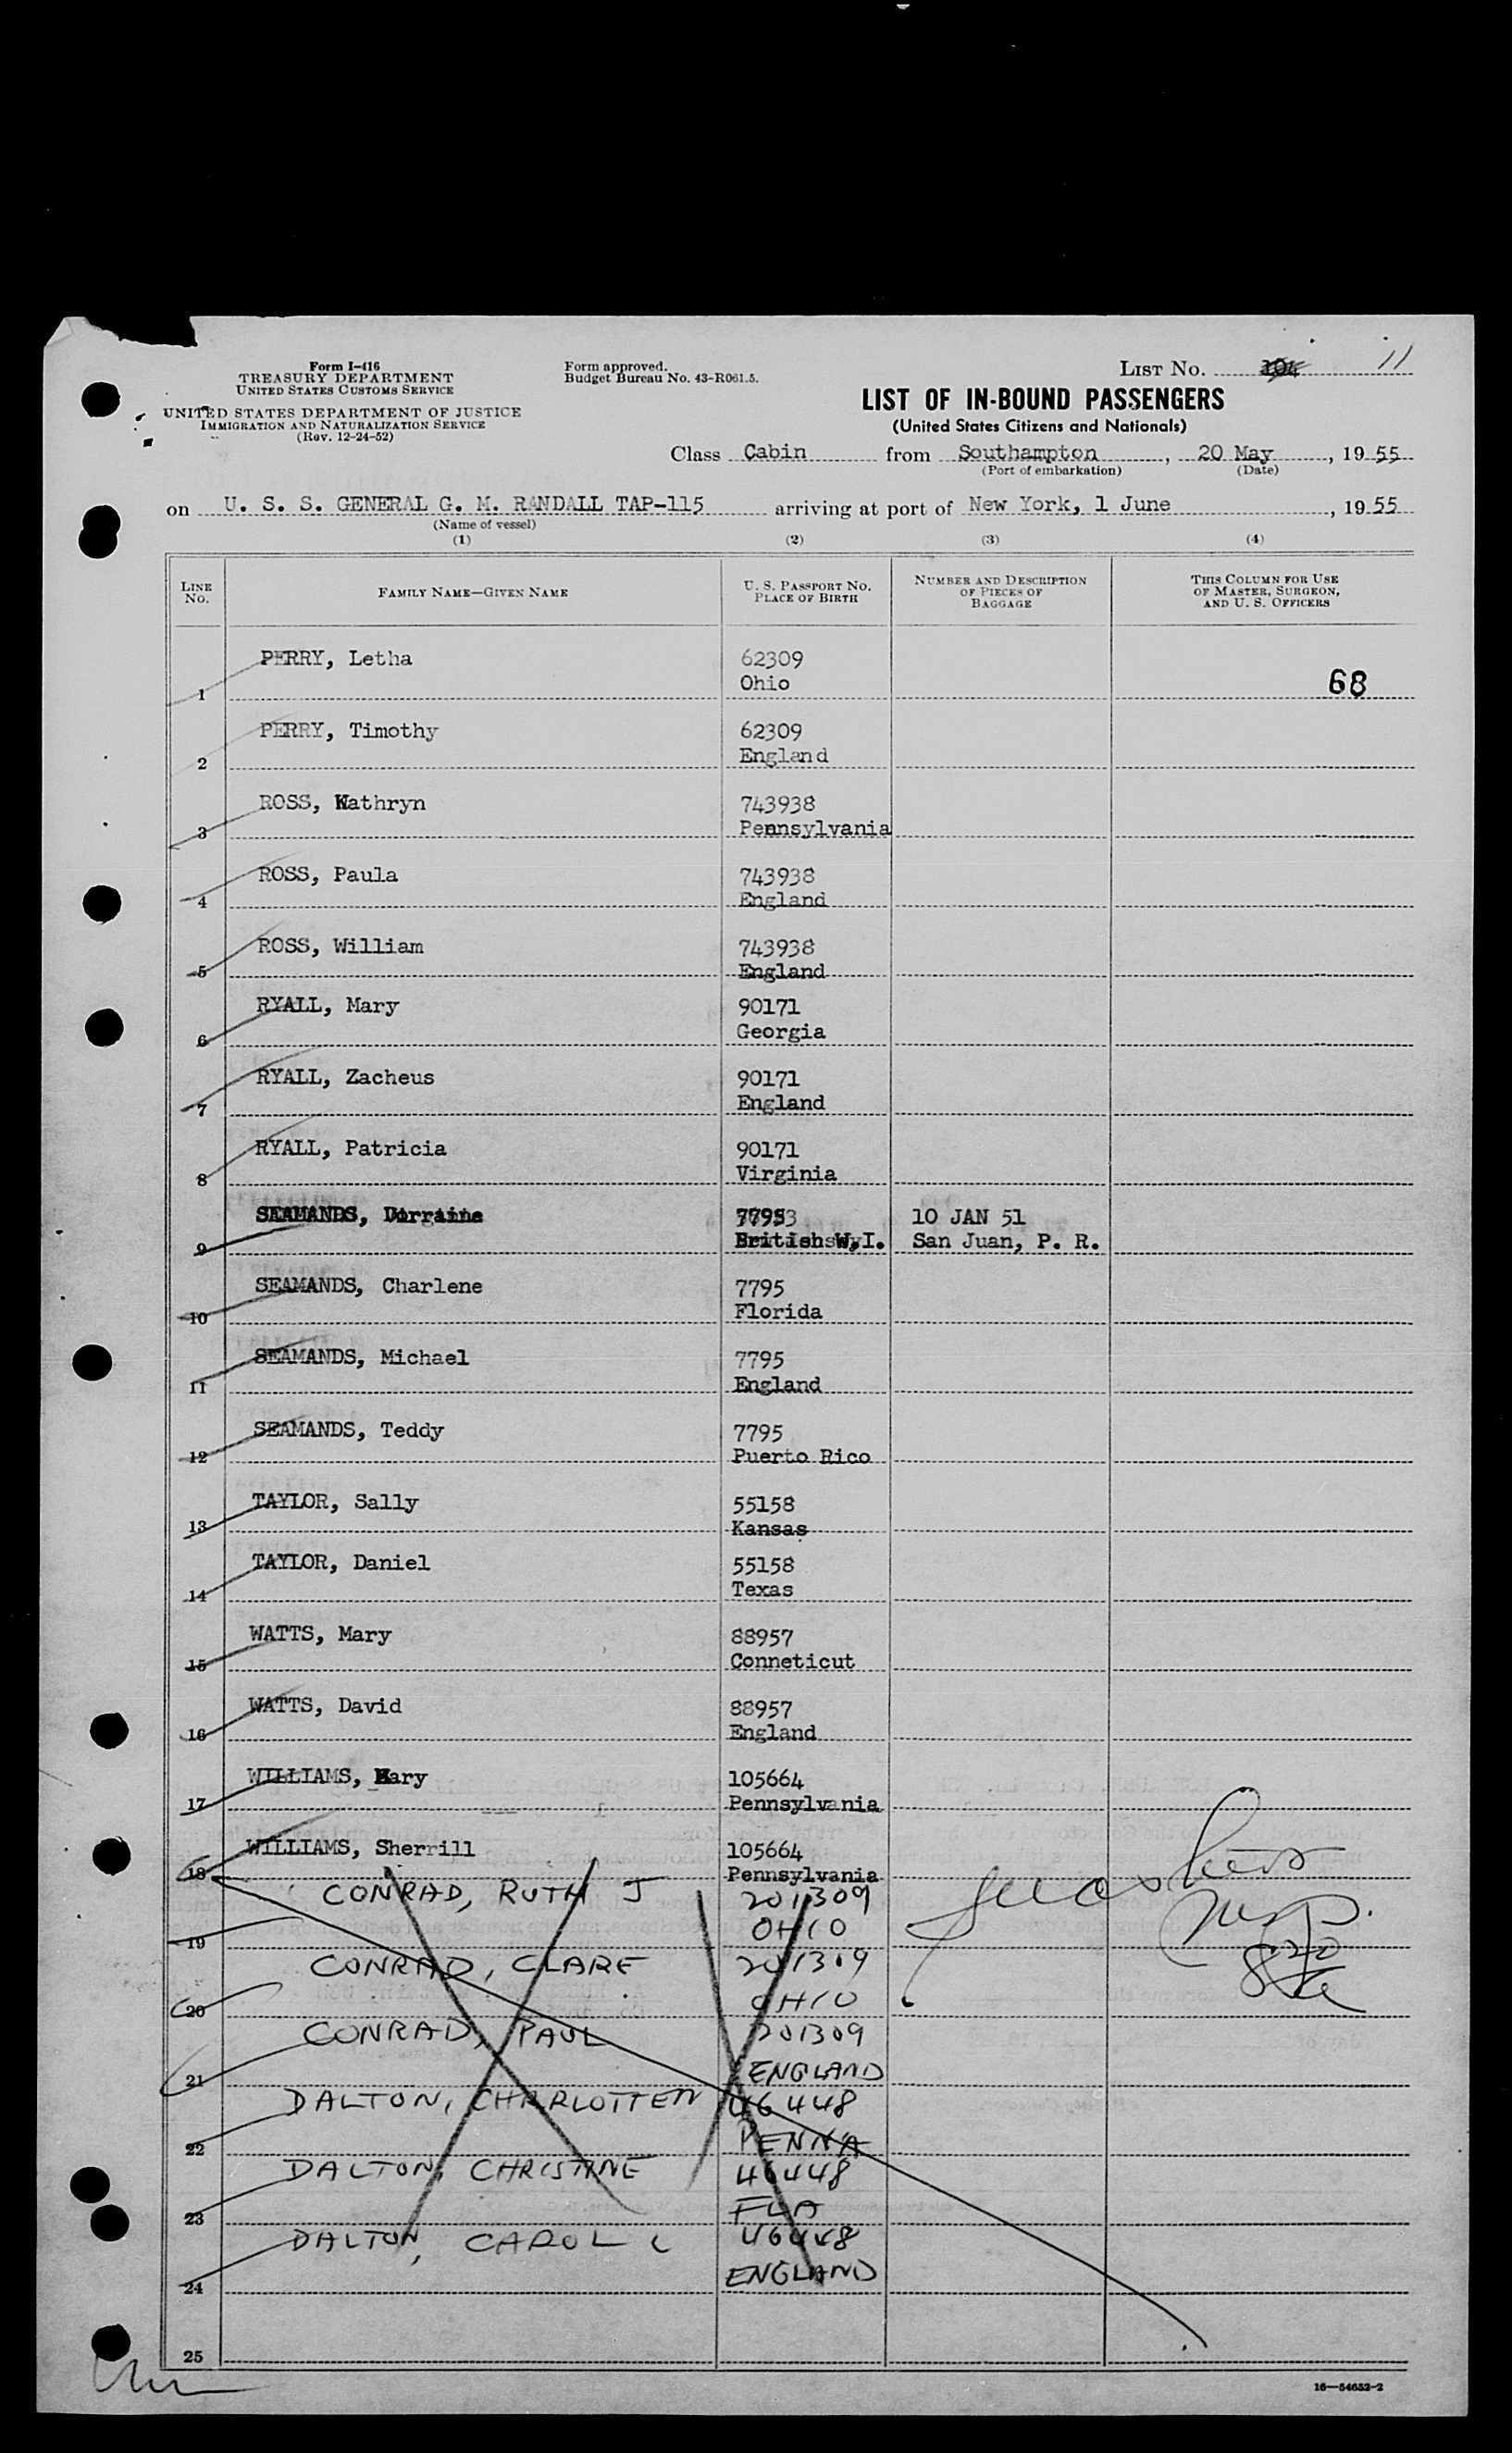 Form I-416
TREASURY DEPARTMENT
UNITED STATES CUSTOMS SERVICE
UNITED STATES DEPARTMENT OF JUSTICE
IMMIGRATION AND NATURALIZATION SERVICE
(Rev. 12-24-52)
Form approved.
Budget Bureau No. 43-R061.5.
LIST NO. 104 11
LIST OF IN-BOUND PASSENGERS
(United States Citizens and Nationals)
Class Cabin from Southampton, 20 May, 1955
(Port of embarkation) (Date)
on U. S. S. GENERAL G. M. RANDALL TAP-115 arriving at port of New York, 1 June, 1955
(Name of vessel)
(1) (2) (3) (4)
LINE NO.
FAMILY NAME—GIVEN NAME
U. S. PASSPORT NO.
PLACE OF BIRTH
NUMBER AND DESCRIPTION
OF PIECES OF
BAGGAGE
THIS COLUMN FOR USE
OF MASTER, SURGEON,
AND U. S. OFFICERS
PERRY, Letha 62309
1 Ohio 68
PERRY, Timothy 62309
2 England
ROSS, Kathryn 743938
3 Pennsylvania
ROSS, Paula 743938
4 England
ROSS, William 743938
5 England
RYALL, Mary 90171
6 Georgia
RYALL, Zacheus 90171
7 England
RYALL, Patricia 90171
8 Virginia
SEAMANDS, 7795 10 JAN 51
9 British W.I. San Juan, P. R.
SEAMANDS, Charlene 7795
10 Florida
SEAMANDS, Michael 7795
11 England
SEAMANDS, Teddy 7795
12 Puerto Rico
TAYLOR, Sally 55158
13 Kansas
TAYLOR, Daniel 55158
14 Texas
WATTS, Mary 88957
15 Conneticut
WATTS, David 88957
16 England
WILLIAMS, Mary 105664
17 Pennsylvania
WILLIAMS, Sherrill 105664
18 Pennsylvania
CONRAD, RUTH J 201309
19 OHIO
CONRAD, CLARE 201309
20 OHIO
CONRAD, PAUL 201309
21 ENGLAND
DALTON, CHARLOTTE 46448
22 PENNA
DALTON, CHRISTINE 46448
23 FLA
DALTON, CAROL L 46448
24 ENGLAND
25
16—54652-2